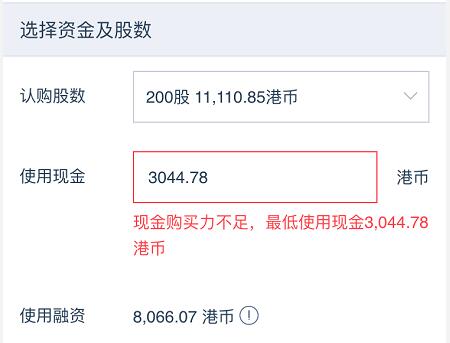 选择资金及股数
认购股数
200股 11,110.85港币
使用现金
3044.78
港币
现金购买力不足，最低使用现金3,044.78
港币
使用融资
8,066.07 港币